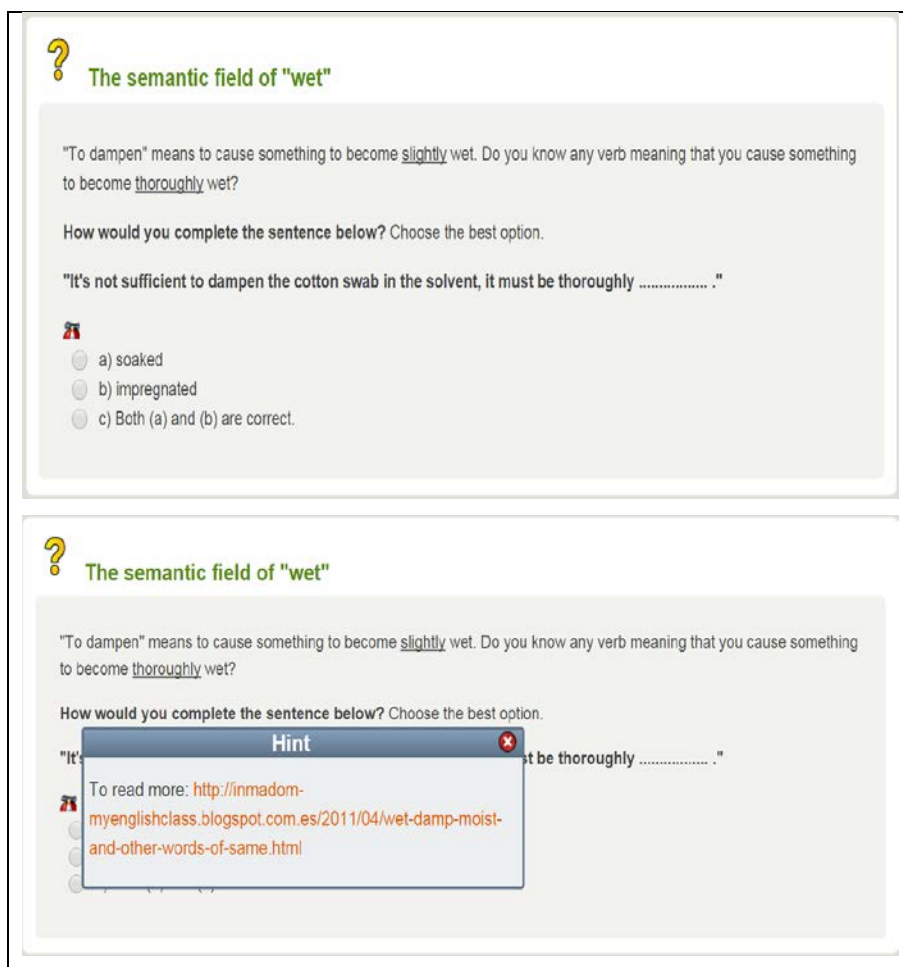 The semantic field of "wet"
"To dampen" means to cause something to become slightly wet. Do you know any verb meaning that you cause something
to become thoroughly wet?
How would you complete the sentence below? Choose the best option.
"It's not sufficient to dampen the cotton swab in the solvent, it must be thoroughly ................. ."
a) soaked
b) impregnated
c) Both (a) and (b) are correct.
The semantic field of "wet"
"To dampen" means to cause something to become slightly wet. Do you know any verb meaning that you cause something
to become thoroughly wet?
How would you complete the sentence below? Choose the best option.
Hint
"It's be thoroughly ................. ."
To read more: http://inmadom-
myenglishclass.blogspot.com.es/2011/04/wet-damp-moist-
and-other-words-of-same.html